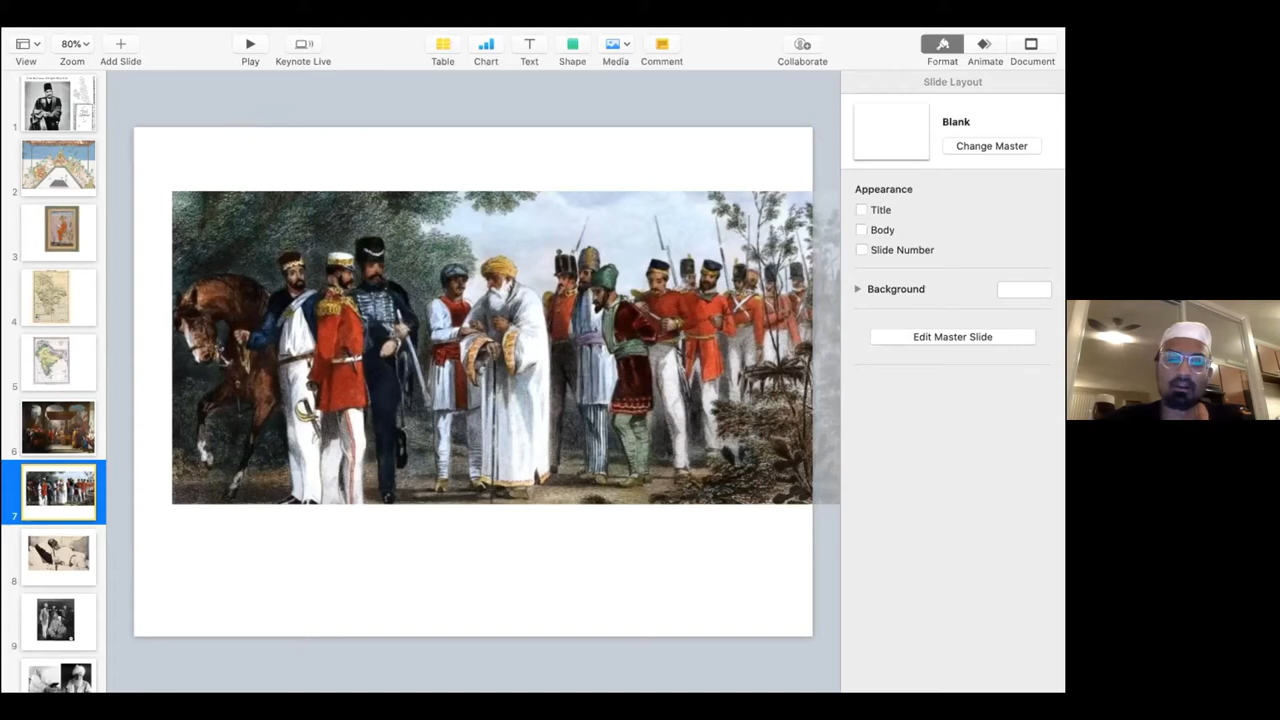 View
80%
Zoom
Add Slide
Play
Keynote Live
Table
Chart
Text
Shape
Media
Comment
Collaborate
Format
Animate
Document
Slide Layout
Blank
Change Master
Appearance
Title
Body
Slide Number
Background
Edit Master Slide
1
2
3
4
5
6
7
8
9